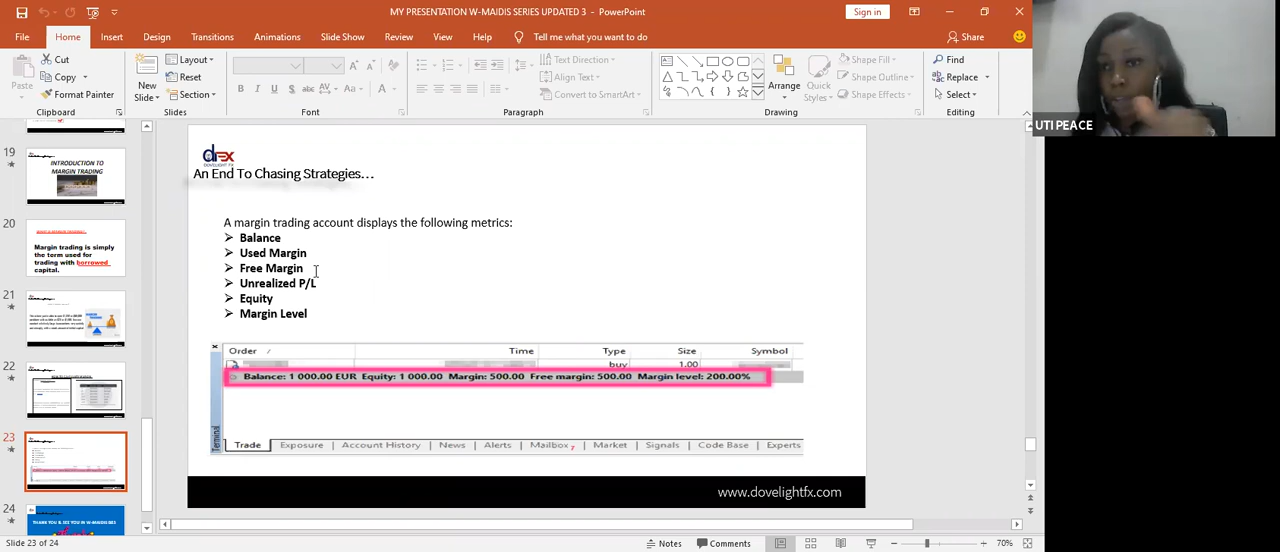 MY PRESENTATION W-MAIDIS SERIES UPDATED 3 - PowerPoint
Sign in
File Home Insert Design Transitions Animations Slide Show Review View Help Tell me what you want to do
Share
Paste
Cut
Copy
Format Painter
Clipboard
New Slide
Layout
Reset
Section
Slides
B I U S
Font
Paragraph
Text Direction
Align Text
Convert to SmartArt
Arrange
Quick Styles
Shape Fill
Shape Outline
Shape Effects
Drawing
Find
Replace
Select
Editing
UTI PEACE
19
INTRODUCTION TO
MARGIN TRADING
20
Margin trading is simply
the term used for
trading with borrowed
capital.
21
22
23
24
DOVELIGHT FX
An End To Chasing Strategies...
A margin trading account displays the following metrics:
➢ Balance
➢ Used Margin
➢ Free Margin
➢ Unrealized P/L
➢ Equity
➢ Margin Level
Order / Time Type Size Symbol
buy 1.00
Balance: 1 000.00 EUR Equity: 1 000.00 Margin: 500.00 Free margin: 500.00 Margin level: 200.00%
Terminal
Trade Exposure Account History News Alerts Mailbox 7 Market Signals Code Base Experts
www.dovelightfx.com
Slide 23 of 24
Notes
Comments
70%